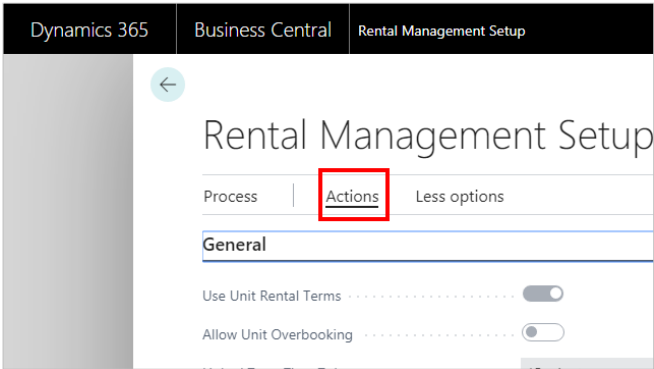 Dynamics 365 Business Central Rental Management Setup
Rental Management Setup
Process Actions Less options
General
Use Unit Rental Terms
Allow Unit Overbooking